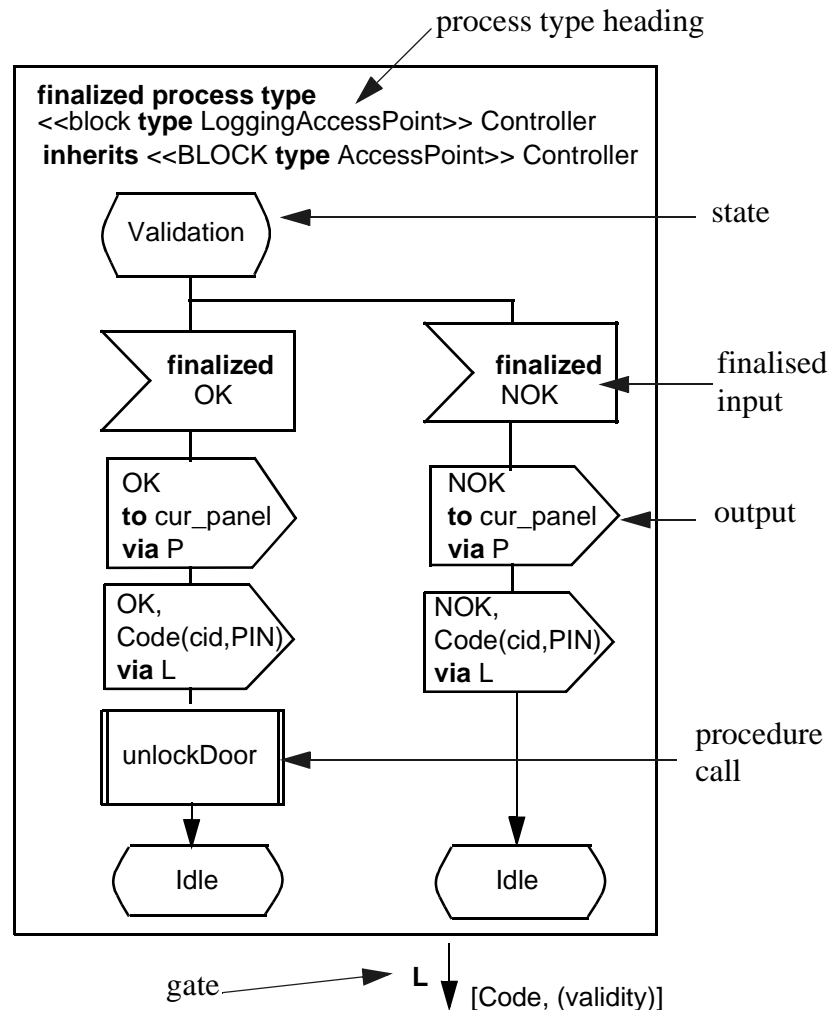 process type heading
finalized process type
<<block type LoggingAccessPoint>> Controller
inherits <<BLOCK type AccessPoint>> Controller
Validation
state
finalized
OK
finalized
NOK
finalised
input
OK
to cur_panel
via P
NOK
to cur_panel
via P
output
OK,
Code(cid,PIN)
via L
NOK,
Code(cid,PIN)
via L
unlockDoor
procedure
call
Idle
Idle
gate
L
[Code, (validity)]